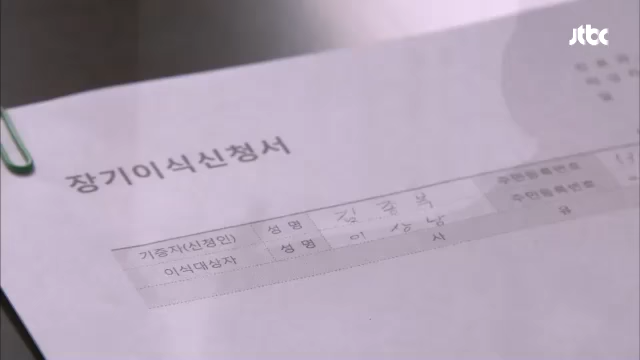 jtbc
장기이식신청서
기증자(신청인) 성명 김종복 주민등록번호
이식대상자 성명 이상남 주민등록번호
사 유